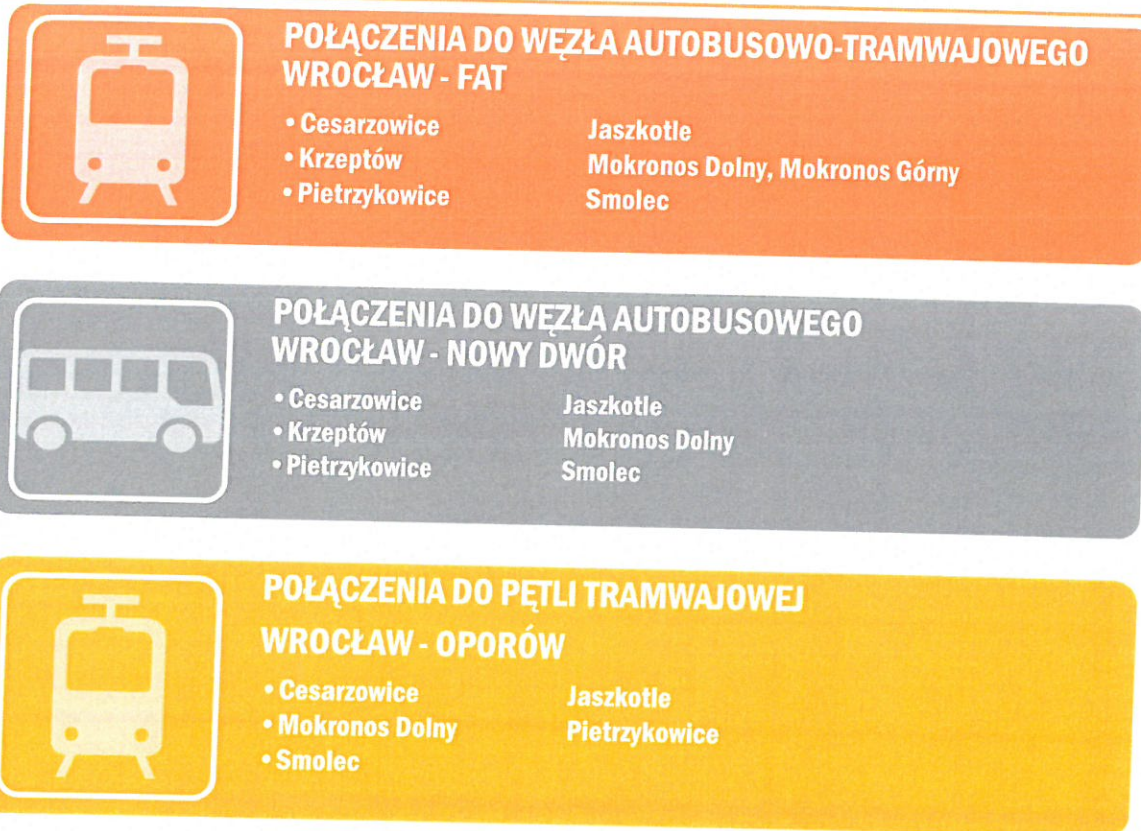 POŁĄCZENIA DO WĘZŁA AUTOBUSOWO-TRAMWAJOWEGO
WROCŁAW - FAT
• Cesarzowice Jaszkotle
• Krzeptów Mokronos Dolny, Mokronos Górny
• Pietrzykowice Smolec
POŁĄCZENIA DO WĘZŁA AUTOBUSOWEGO
WROCŁAW - NOWY DWÓR
• Cesarzowice Jaszkotle
• Krzeptów Mokronos Dolny
• Pietrzykowice Smolec
POŁĄCZENIA DO PĘTLI TRAMWAJOWEJ
WROCŁAW - OPORÓW
• Cesarzowice Jaszkotle
• Mokronos Dolny Pietrzykowice
• Smolec